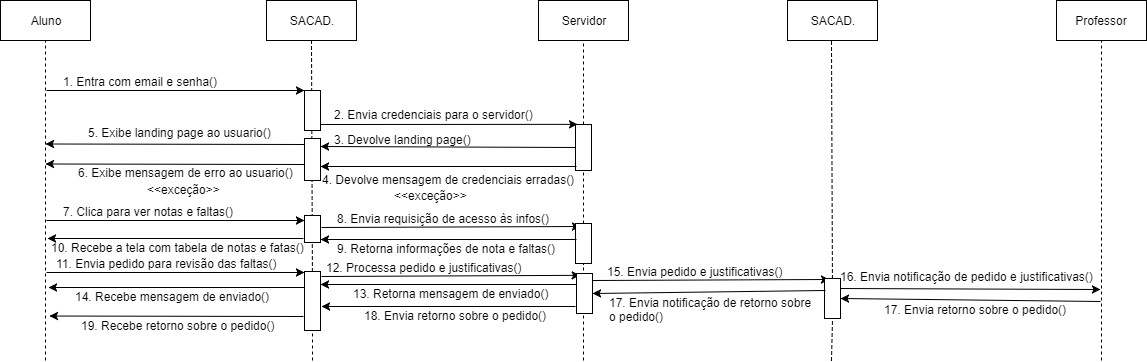 Aluno
SACAD.
Servidor
SACAD.
Professor
1. Entra com email e senha()
2. Envia credenciais para o servidor()
5. Exibe landing page ao usuario()
3. Devolve landing page()
6. Exibe mensagem de erro ao usuario()
<<exceção>>
4. Devolve mensagem de credenciais erradas()
<<exceção>>
7. Clica para ver notas e faltas()
8. Envia requisição de acesso ás infos()
10. Recebe a tela com tabela de notas e fatas()
9. Retorna informações de nota e faltas()
11. Envia pedido para revisão das faltas()
12. Processa pedido e justificativas()
15. Envia pedido e justificativas()
16. Envia notificação de pedido e justificativas()
14. Recebe mensagem de enviado()
13. Retorna mensagem de enviado()
17. Envia notificação de retorno sobre
o pedido()
17. Envia retorno sobre o pedido()
18. Envia retorno sobre o pedido()
19. Recebe retorno sobre o pedido()